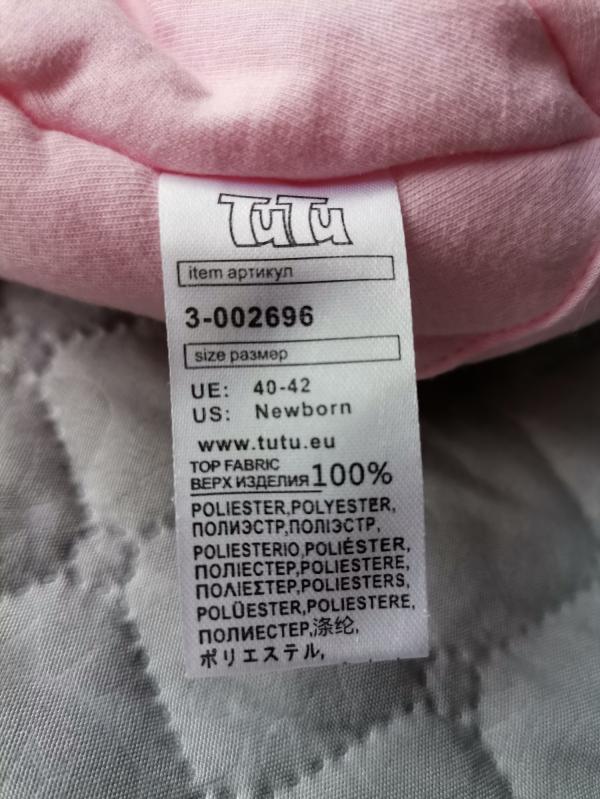 TuTu
item артикул
3-002696
size размер
UE: 40-42
US: Newborn
www.tutu.eu
TOP FABRIC
ВЕРХ ИЗДЕЛИЯ 100%
POLIESTER,POLYESTER,
ПОЛИЭСТР,ПОЛІЭСТР,
POLIESTERIO,POLIÉSTER,
ПОЛІЕСТЕР,POLIESTERE,
ΠΟΛΙΕΣΤΕΡ,POLIESTERS,
POLÜESTER,POLIESTERE,
ПОЛИЕСТЕР,涤纶,
ポリエステル,